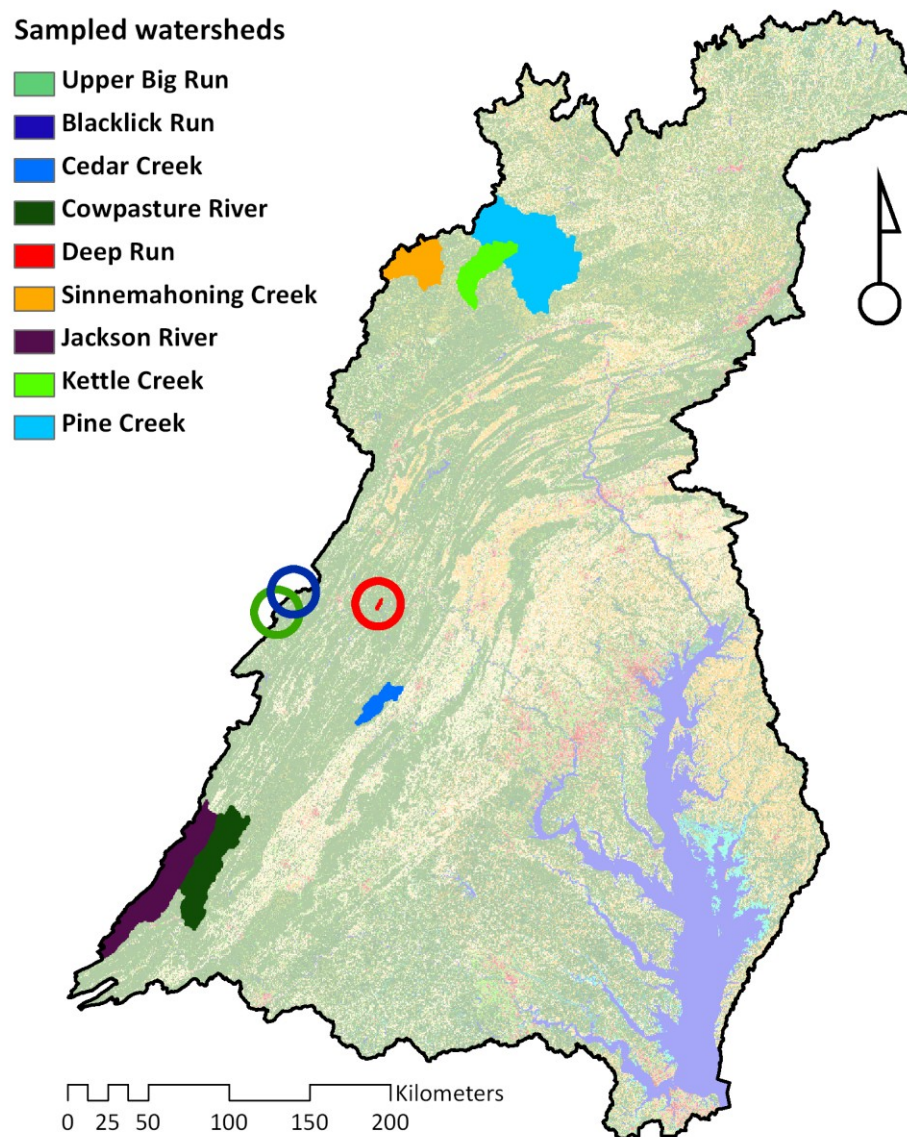 Sampled watersheds
Upper Big Run
Blacklick Run
Cedar Creek
Cowpasture River
Deep Run
Sinnemahoning Creek
Jackson River
Kettle Creek
Pine Creek
Kilometers
0 25 50 100 150 200